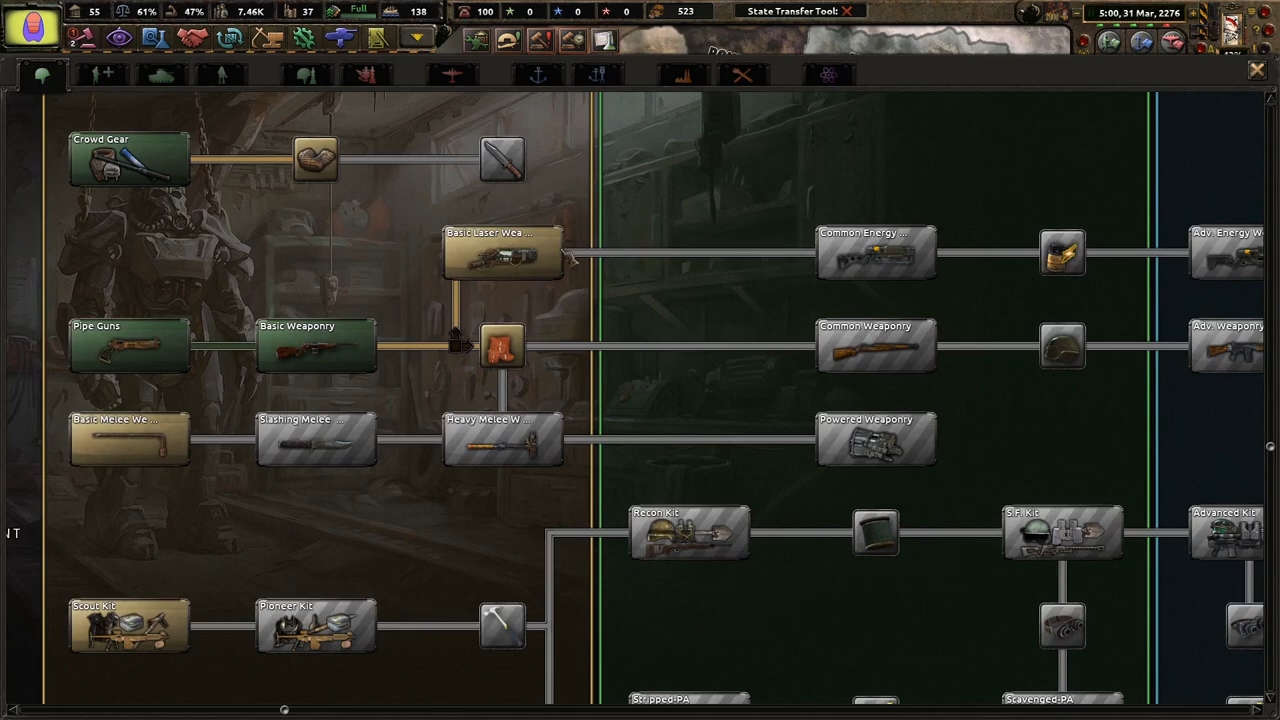 55 61% 47% 7.46K 37 Full 138 100 0 0 0 523 State Transfer Tool: 5:00, 31 Mar, 2276
Crowd Gear
Basic Laser Wea ... Common Energy ... Adv. Energy W
Pipe Guns Basic Weaponry Common Weaponry Adv. Weaponry
Basic Melee We ... Slashing Melee ... Heavy Melee W ... Powered Weaponry
Recon Kit S.F. Kit Advanced Kit
NT
Scout Kit Pioneer Kit
Stripped-PA Scavenged-PA